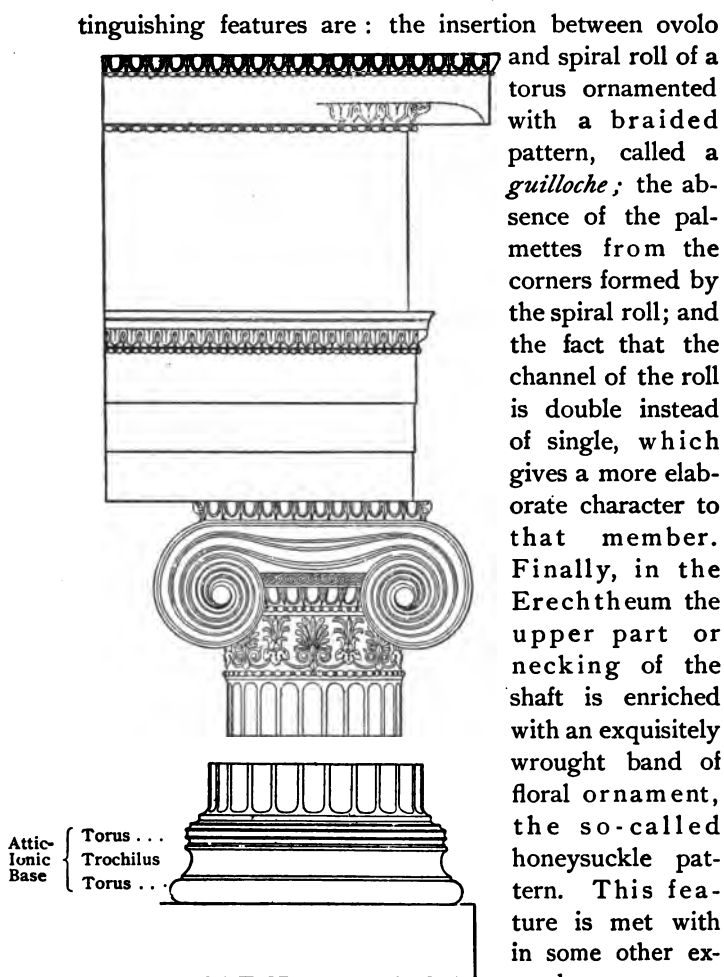 tinguishing features are : the insertion between ovolo
and spiral roll of a
torus ornamented
with a braided
pattern, called a
guilloche ; the ab-
sence of the pal-
mettes from the
corners formed by
the spiral roll; and
the fact that the
channel of the roll
is double instead
of single, which
gives a more elab-
orate character to
that member.
Finally, in the
Erechtheum the
upper part or
necking of the
shaft is enriched
with an exquisitely
wrought band of
floral ornament,
the so-called
honeysuckle pat-
tern. This fea-
ture is met with
in some other ex-
Attic-
Ionic
Base
Torus . . .
Trochilus
Torus . . .